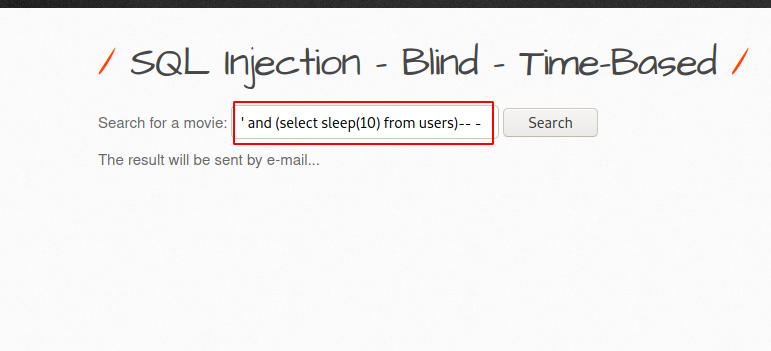 / SQL Injection - Blind - Time-Based /
Search for a movie: ' and (select sleep(10) from users)-- - Search
The result will be sent by e-mail...